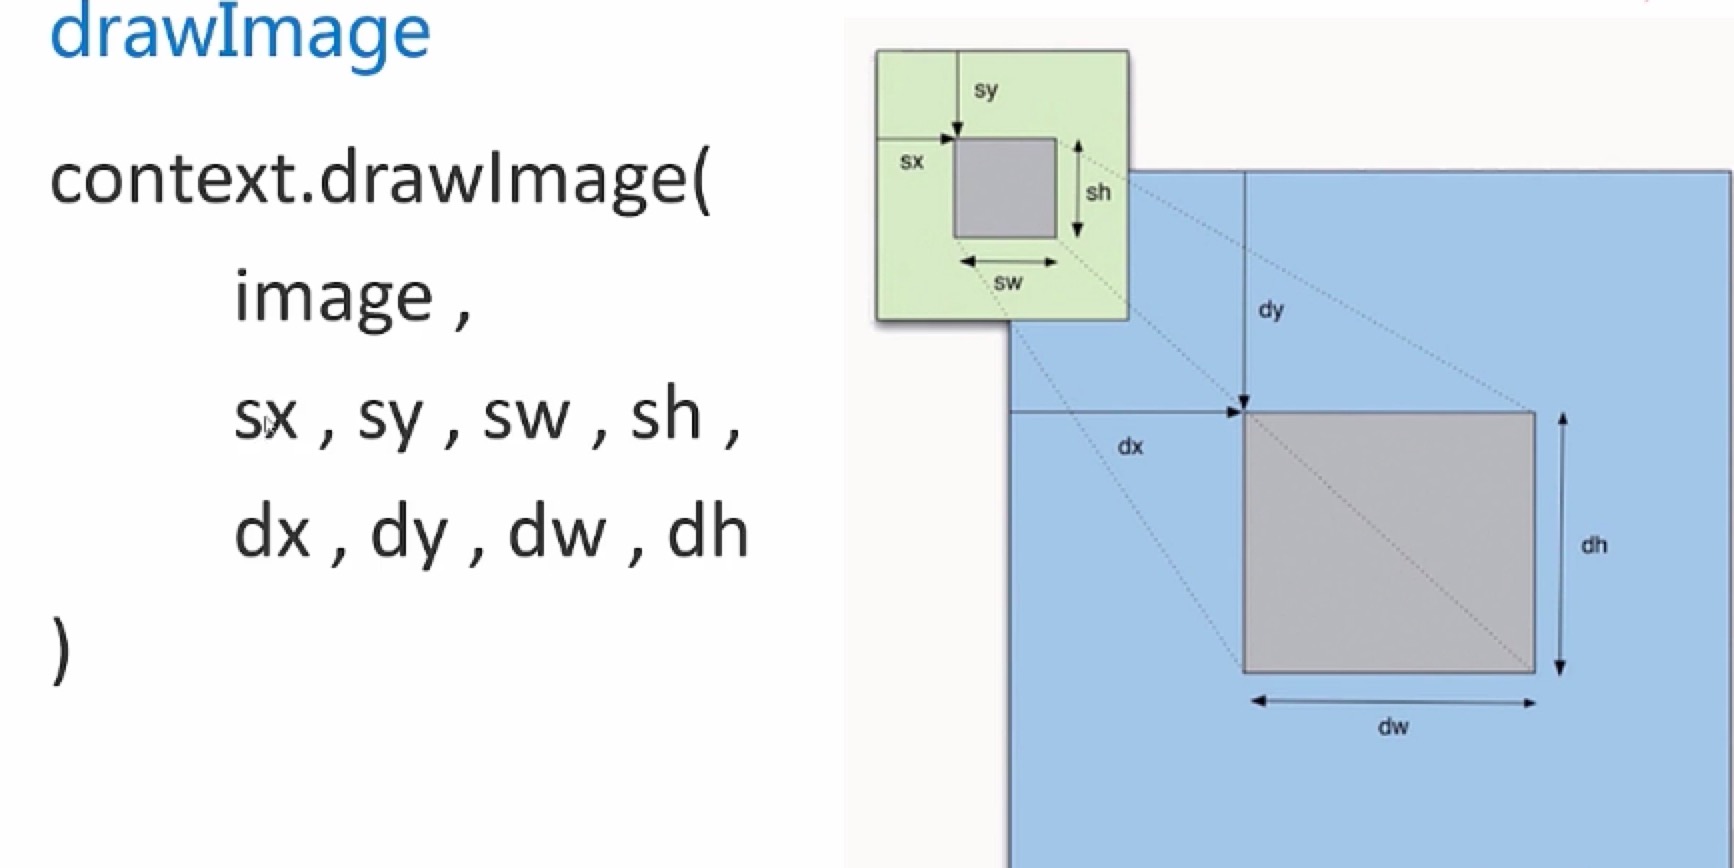 drawImage
context.drawImage(
image ,
sx , sy , sw , sh ,
dx , dy , dw , dh
)
sy
sx
sh
sw
dy
dx
dh
dw